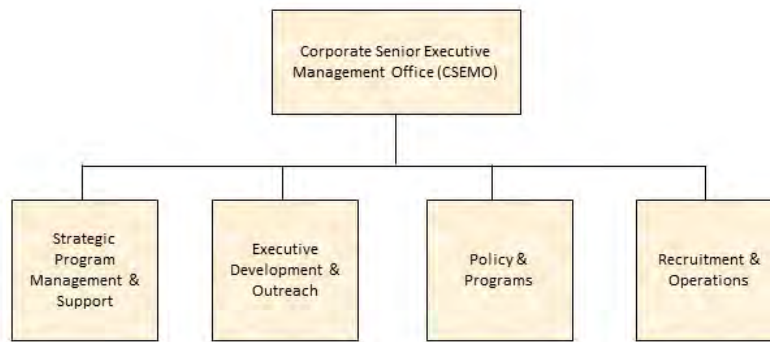 Corporate Senior Executive
Management Office (CSEMO)
Strategic
Program
Management &
Support
Executive
Development &
Outreach
Policy &
Programs
Recruitment &
Operations